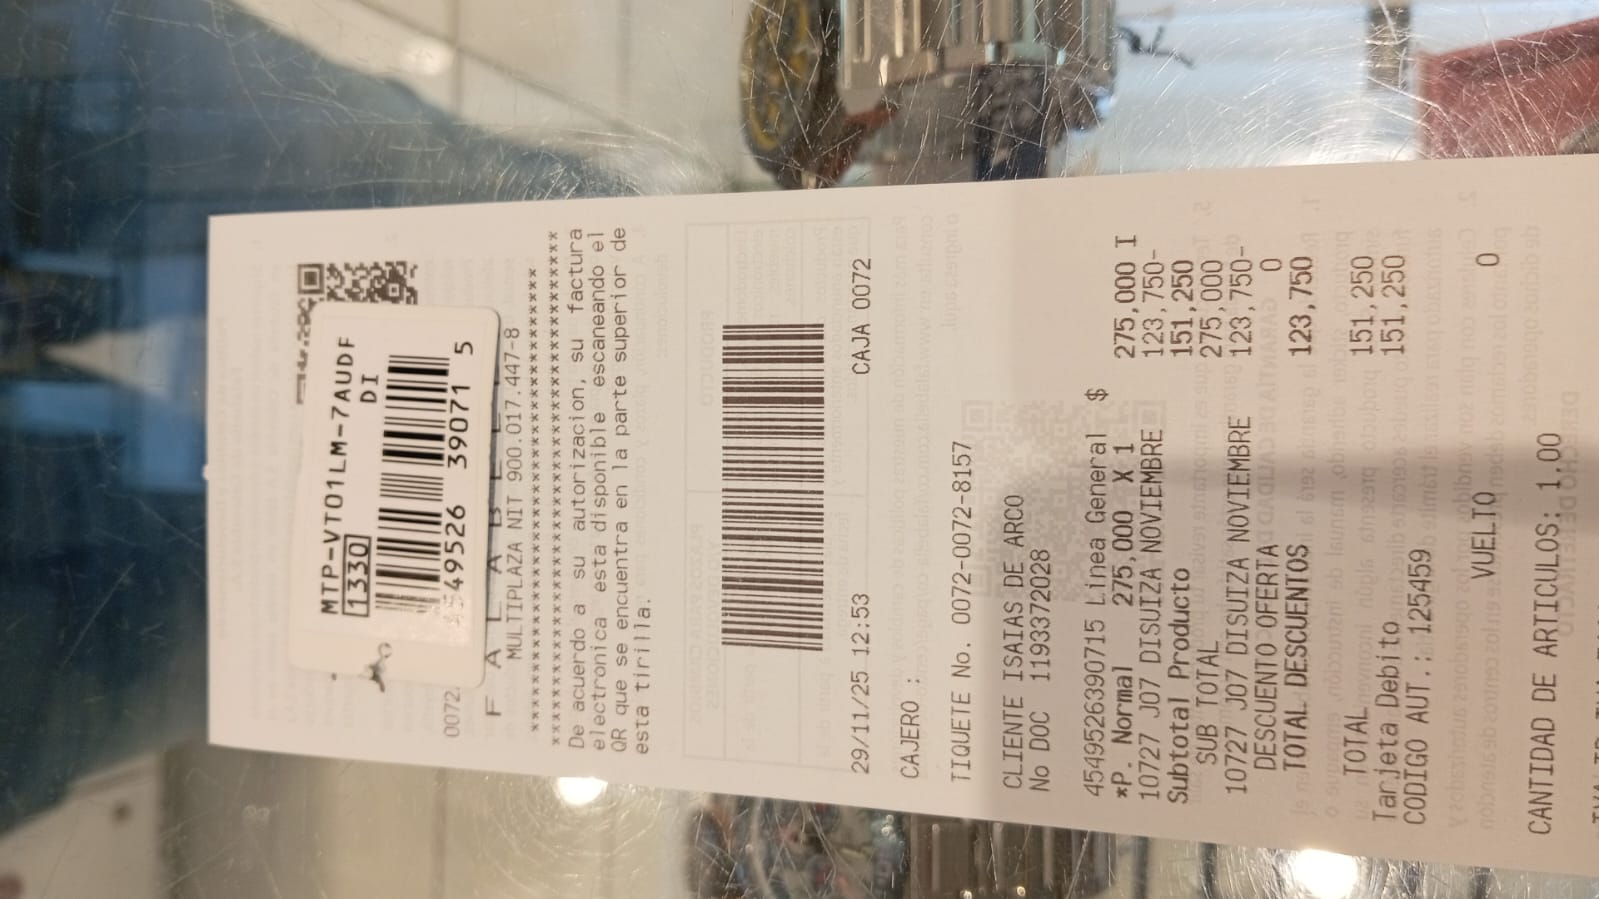 MTP-VT01LM-7AUDF
DI
1330
549526 39071 5
0072
F A L A B E L
MULTIPLAZA NIT 900.017.447-8
****************************************
********************************************
De acuerdo a su autorizacion, su factura
electronica esta disponible escaneando el
QR que se encuentra en la parte superior de
esta tirilla.
29/11/25 12:53 CAJA 0072
CAJERO :
TIQUETE No. 0072-0072-8157
CLIENTE ISAIAS DE ARCO
No DOC 1193372028
4549526390715 Linea General $
*P. Normal 275,000 X 1 275,000 I
10727 J07 DISUIZA NOVIEMBRE 123,750-
Subtotal Producto 151,250
SUB TOTAL 275,000
10727 J07 DISUIZA NOVIEMBRE 123,750-
DESCUENTO OFERTA 0
TOTAL DESCUENTOS 123,750
TOTAL 151,250
Tarjeta Debito 151,250
CODIGO AUT.: 1255459
VUELTO 0
CANTIDAD DE ARTICULOS: 1.00